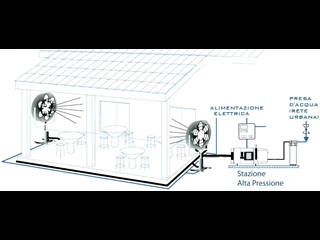 PRESA
D'ACQUA
(RETE
URBANA)
ALIMENTAZIONE
ELETTRICA
Stazione
Alta Pressione